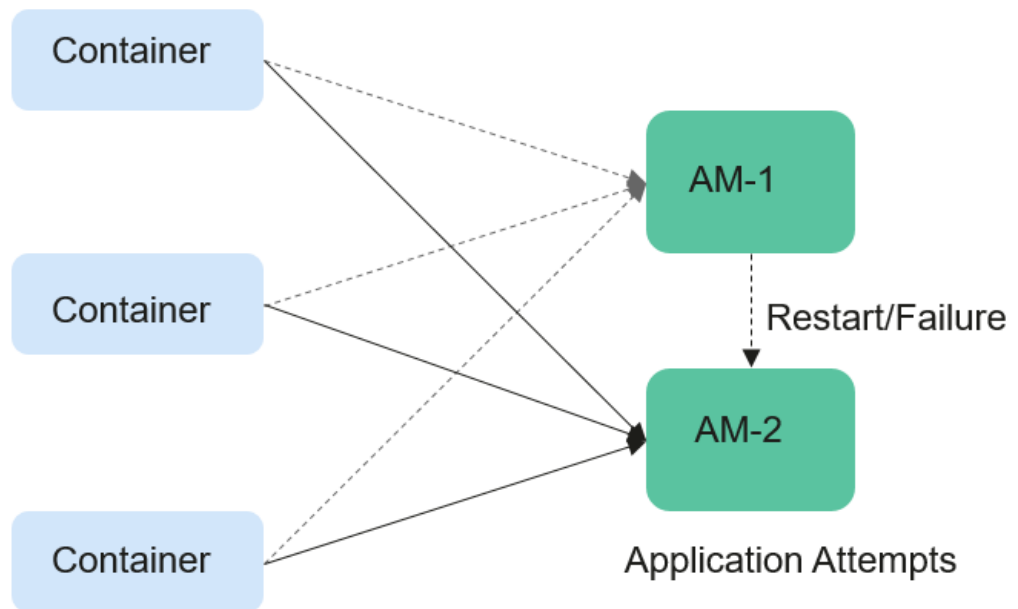 Container
AM-1
Container
Restart/Failure
AM-2
Container
Application Attempts